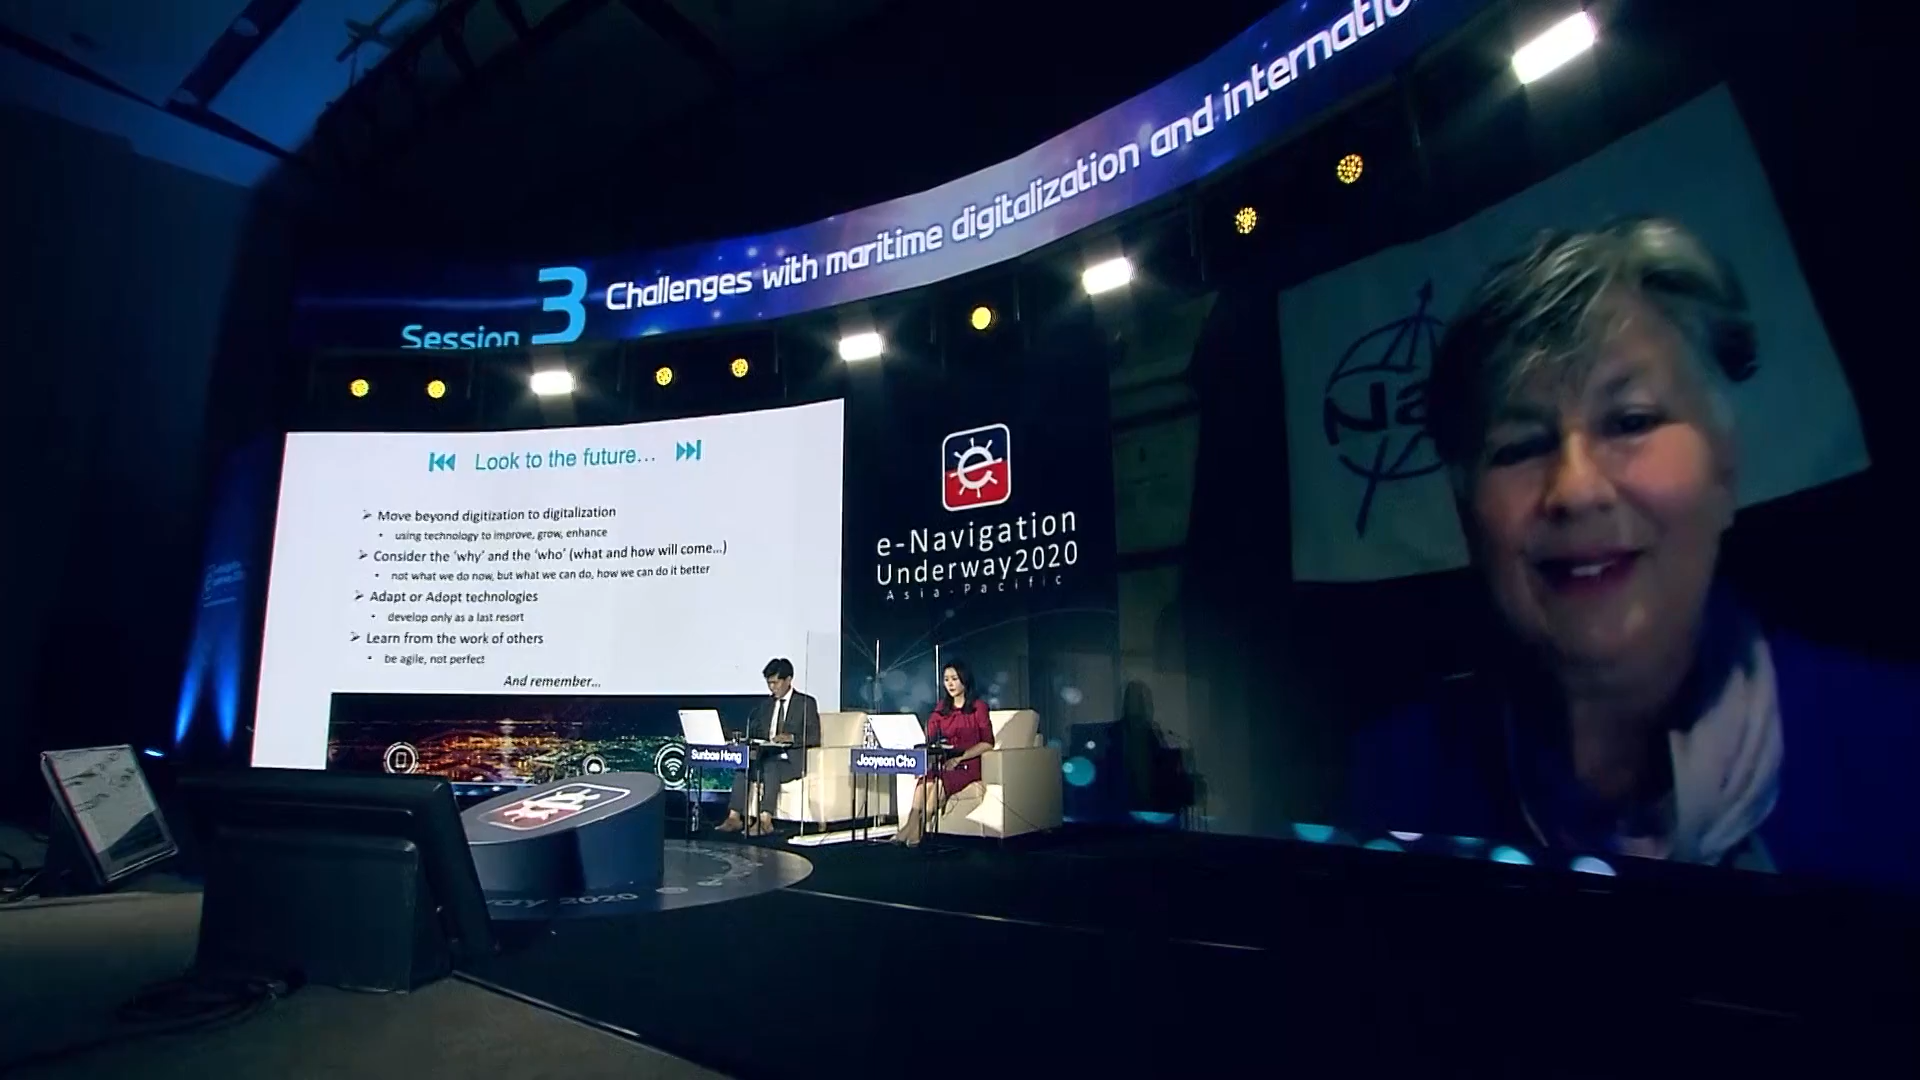 Session 3 Challenges with maritime digitalization and internatio
Look to the future...
Move beyond digitization to digitalization
using technology to improve, grow, enhance
Consider the 'why' and the 'who' (what and how will come...)
not what we do now, but what we can do, how we can do it better
Adapt or Adopt technologies
develop only as a last resort
Learn from the work of others
be agile, not perfect
And remember...
e-Navigation
Underway2020
Asia-Pacific
Sunbae Hong
Jooyeon Cho
way 2020